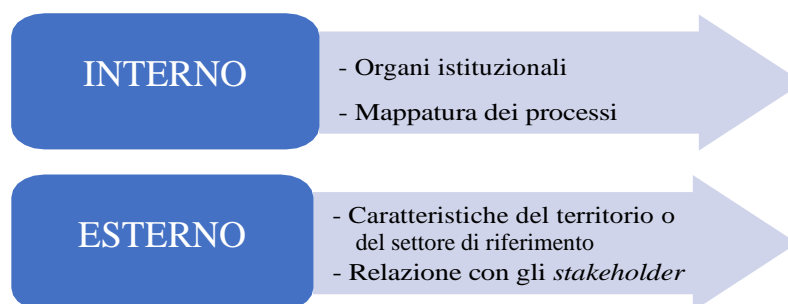 INTERNO
- Organi istituzionali
- Mappatura dei processi
ESTERNO
- Caratteristiche del territorio o
del settore di riferimento
- Relazione con gli stakeholder